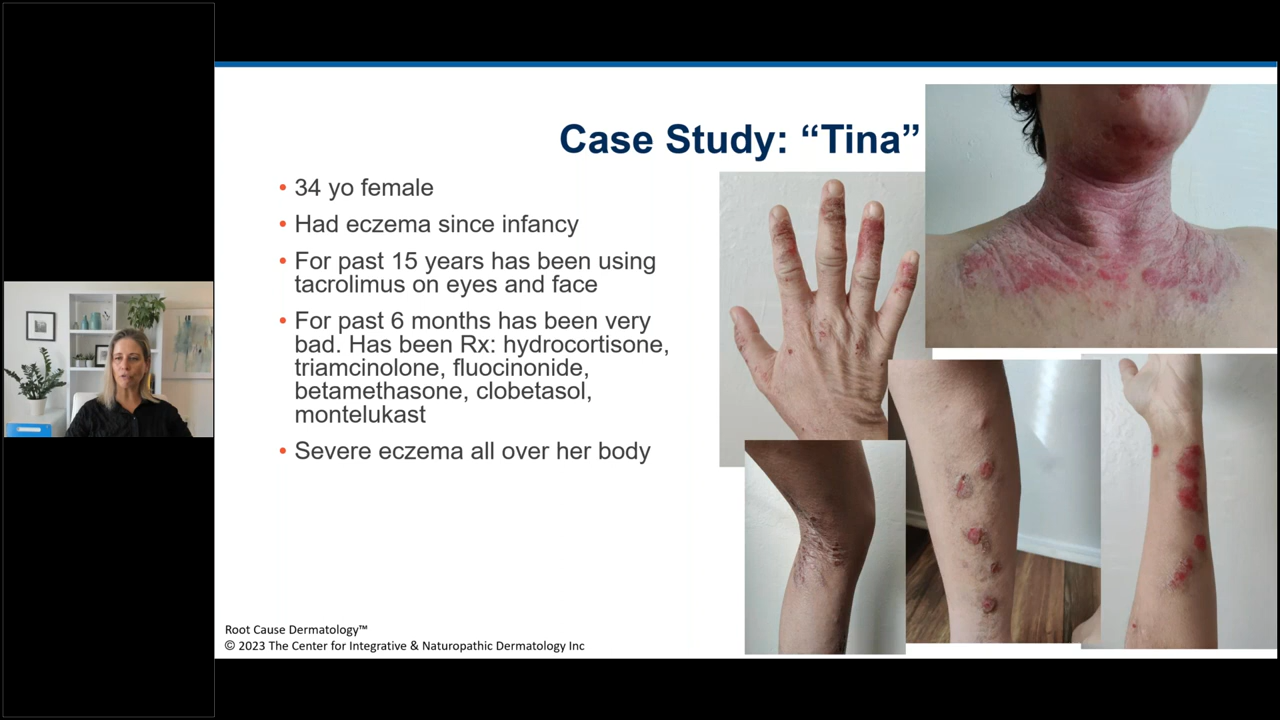 Case Study: “Tina”
• 34 yo female
• Had eczema since infancy
• For past 15 years has been using
tacrolimus on eyes and face
• For past 6 months has been very
bad. Has been Rx: hydrocortisone,
triamcinolone, fluocinonide,
betamethasone, clobetasol,
montelukast
• Severe eczema all over her body
Root Cause Dermatology™
© 2023 The Center for Integrative & Naturopathic Dermatology Inc